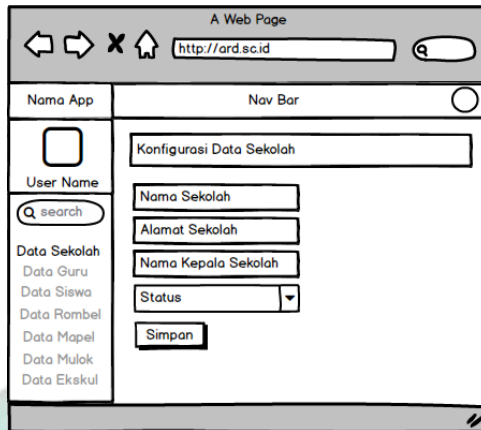 A Web Page
http://ard.sc.id
Nama App
Nav Bar
User Name
search
Data Sekolah
Data Guru
Data Siswa
Data Rombel
Data Mapel
Data Mulok
Data Ekskul
Konfigurasi Data Sekolah
Nama Sekolah
Alamat Sekolah
Nama Kepala Sekolah
Status
Simpan